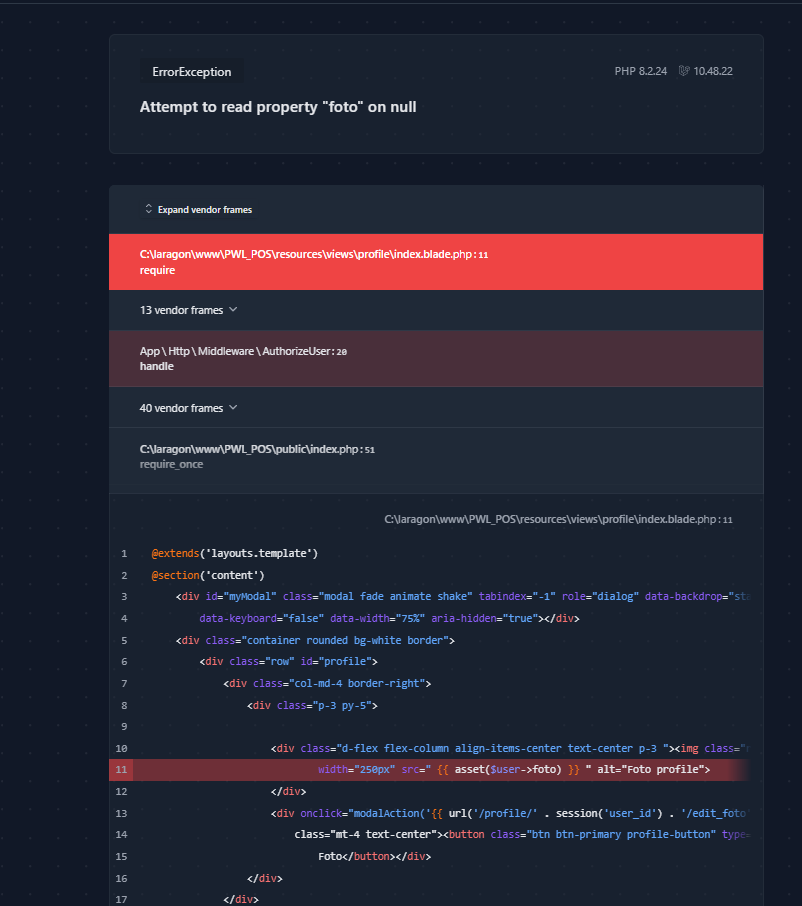 ErrorException
PHP 8.2.24 10.48.22
Attempt to read property "foto" on null
Expand vendor frames
C:\laragon\www\PWL_POS\resources\views\profile\index.blade.php:11
require
13 vendor frames
App \ Http \ Middleware \ AuthorizeUser:20
handle
40 vendor frames
C:\laragon\www\PWL_POS\public\index.php:51
require_once
C:\laragon\www\PWL_POS\resources\views\profile\index.blade.php:11
1 @extends('layouts.template')
2 @section('content')
3 <div id="myModal" class="modal fade animate shake" tabindex="-1" role="dialog" data-backdrop="sta
4 data-keyboard="false" data-width="75%" aria-hidden="true"></div>
5 <div class="container rounded bg-white border">
6 <div class="row" id="profile">
7 <div class="col-md-4 border-right">
8 <div class="p-3 py-5">
9
10 <div class="d-flex flex-column align-items-center text-center p-3 "><img class="
11 width="250px" src=" {{ asset($user->foto) }} " alt="Foto profile">
12 </div>
13 <div onclick="modalAction('{{ url('/profile/' . session('user_id') . '/edit_foto'
14 class="mt-4 text-center"><button class="btn btn-primary profile-button" type=
15 Foto</button></div>
16 </div>
17 </div>